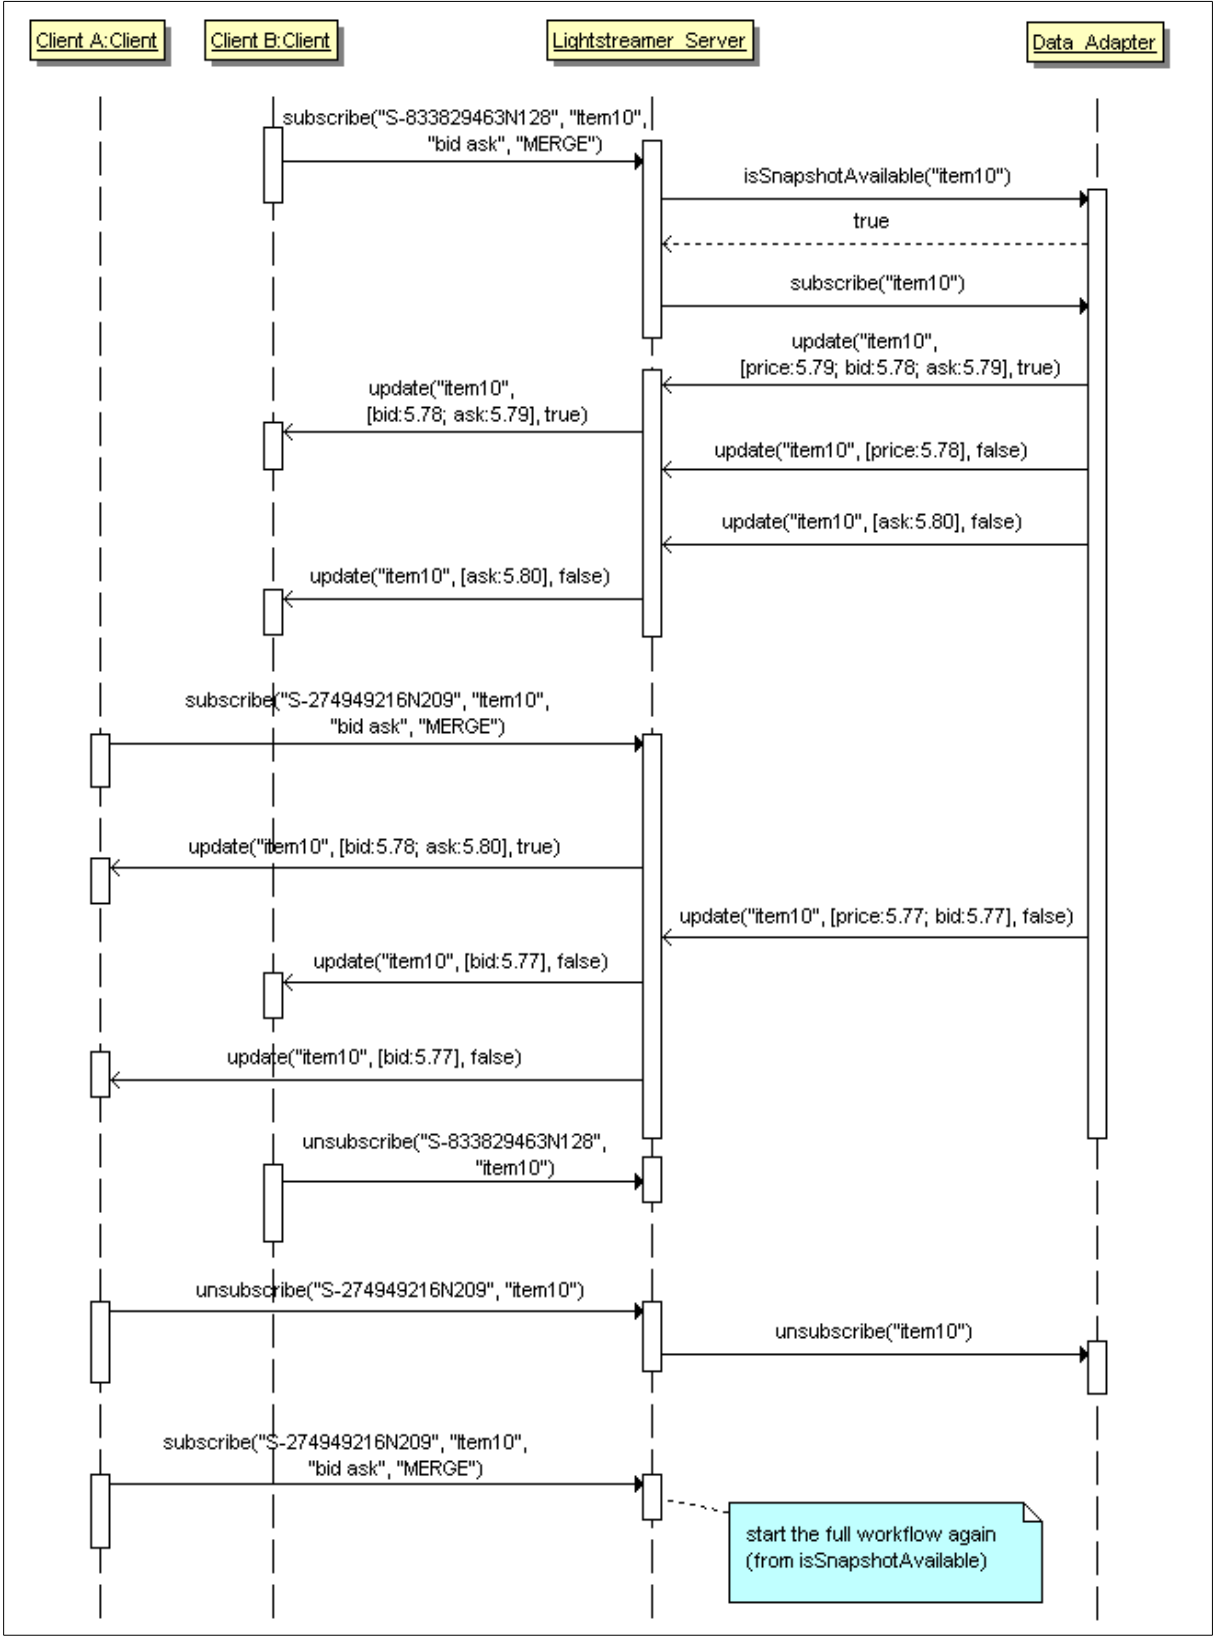 Client A:Client
Client B:Client
Lightstreamer_Server
Data_Adapter
subscribe("S-833829463N128", "Item10",
"bid ask", "MERGE")
isSnapshotAvailable("item10")
true
subscribe("item10")
update("item10",
[price:5.79; bid:5.78; ask:5.79], true)
update("item10",
[bid:5.78; ask:5.79], true)
update("item10", [price:5.78], false)
update("item10", [ask:5.80], false)
update("item10", [ask:5.80], false)
subscribe("S-274949216N209", "Item10",
"bid ask", "MERGE")
update("item10", [bid:5.78; ask:5.80], true)
update("item10", [price:5.77; bid:5.77], false)
update("item10", [bid:5.77], false)
update("item10", [bid:5.77], false)
unsubscribe("S-833829463N128",
"item10")
unsubscribe("S-274949216N209", "item10")
unsubscribe("item10")
subscribe("S-274949216N209", "Item10",
"bid ask", "MERGE")
start the full workflow again
(from isSnapshotAvailable)